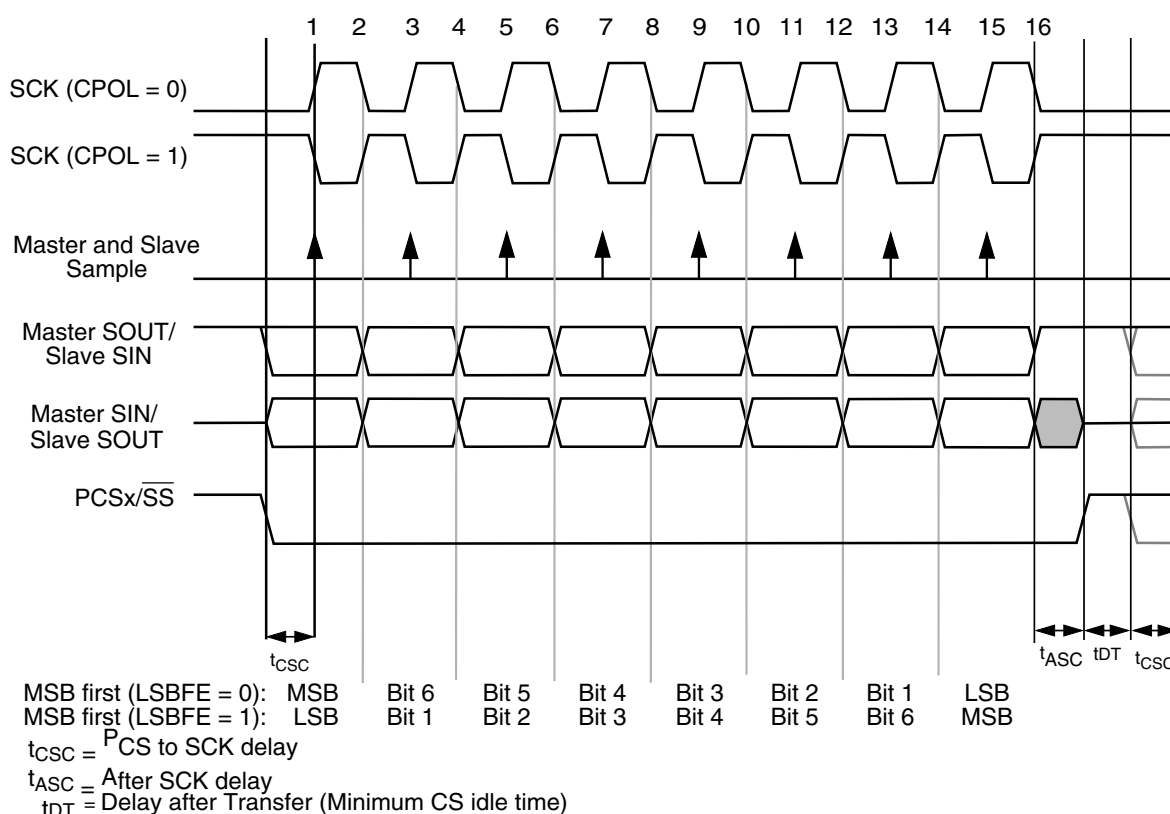 1 2 3 4 5 6 7 8 9 10 11 12 13 14 15 16
SCK (CPOL = 0)
SCK (CPOL = 1)
Master and Slave
Sample
Master SOUT/
Slave SIN
Master SIN/
Slave SOUT
PCSx/SS
tCSC tASC tDT tCSC
MSB first (LSBFE = 0): MSB Bit 6 Bit 5 Bit 4 Bit 3 Bit 2 Bit 1 LSB
MSB first (LSBFE = 1): LSB Bit 1 Bit 2 Bit 3 Bit 4 Bit 5 Bit 6 MSB
tCSC = PCS to SCK delay
tASC = After SCK delay
tDT = Delay after Transfer (Minimum CS idle time)